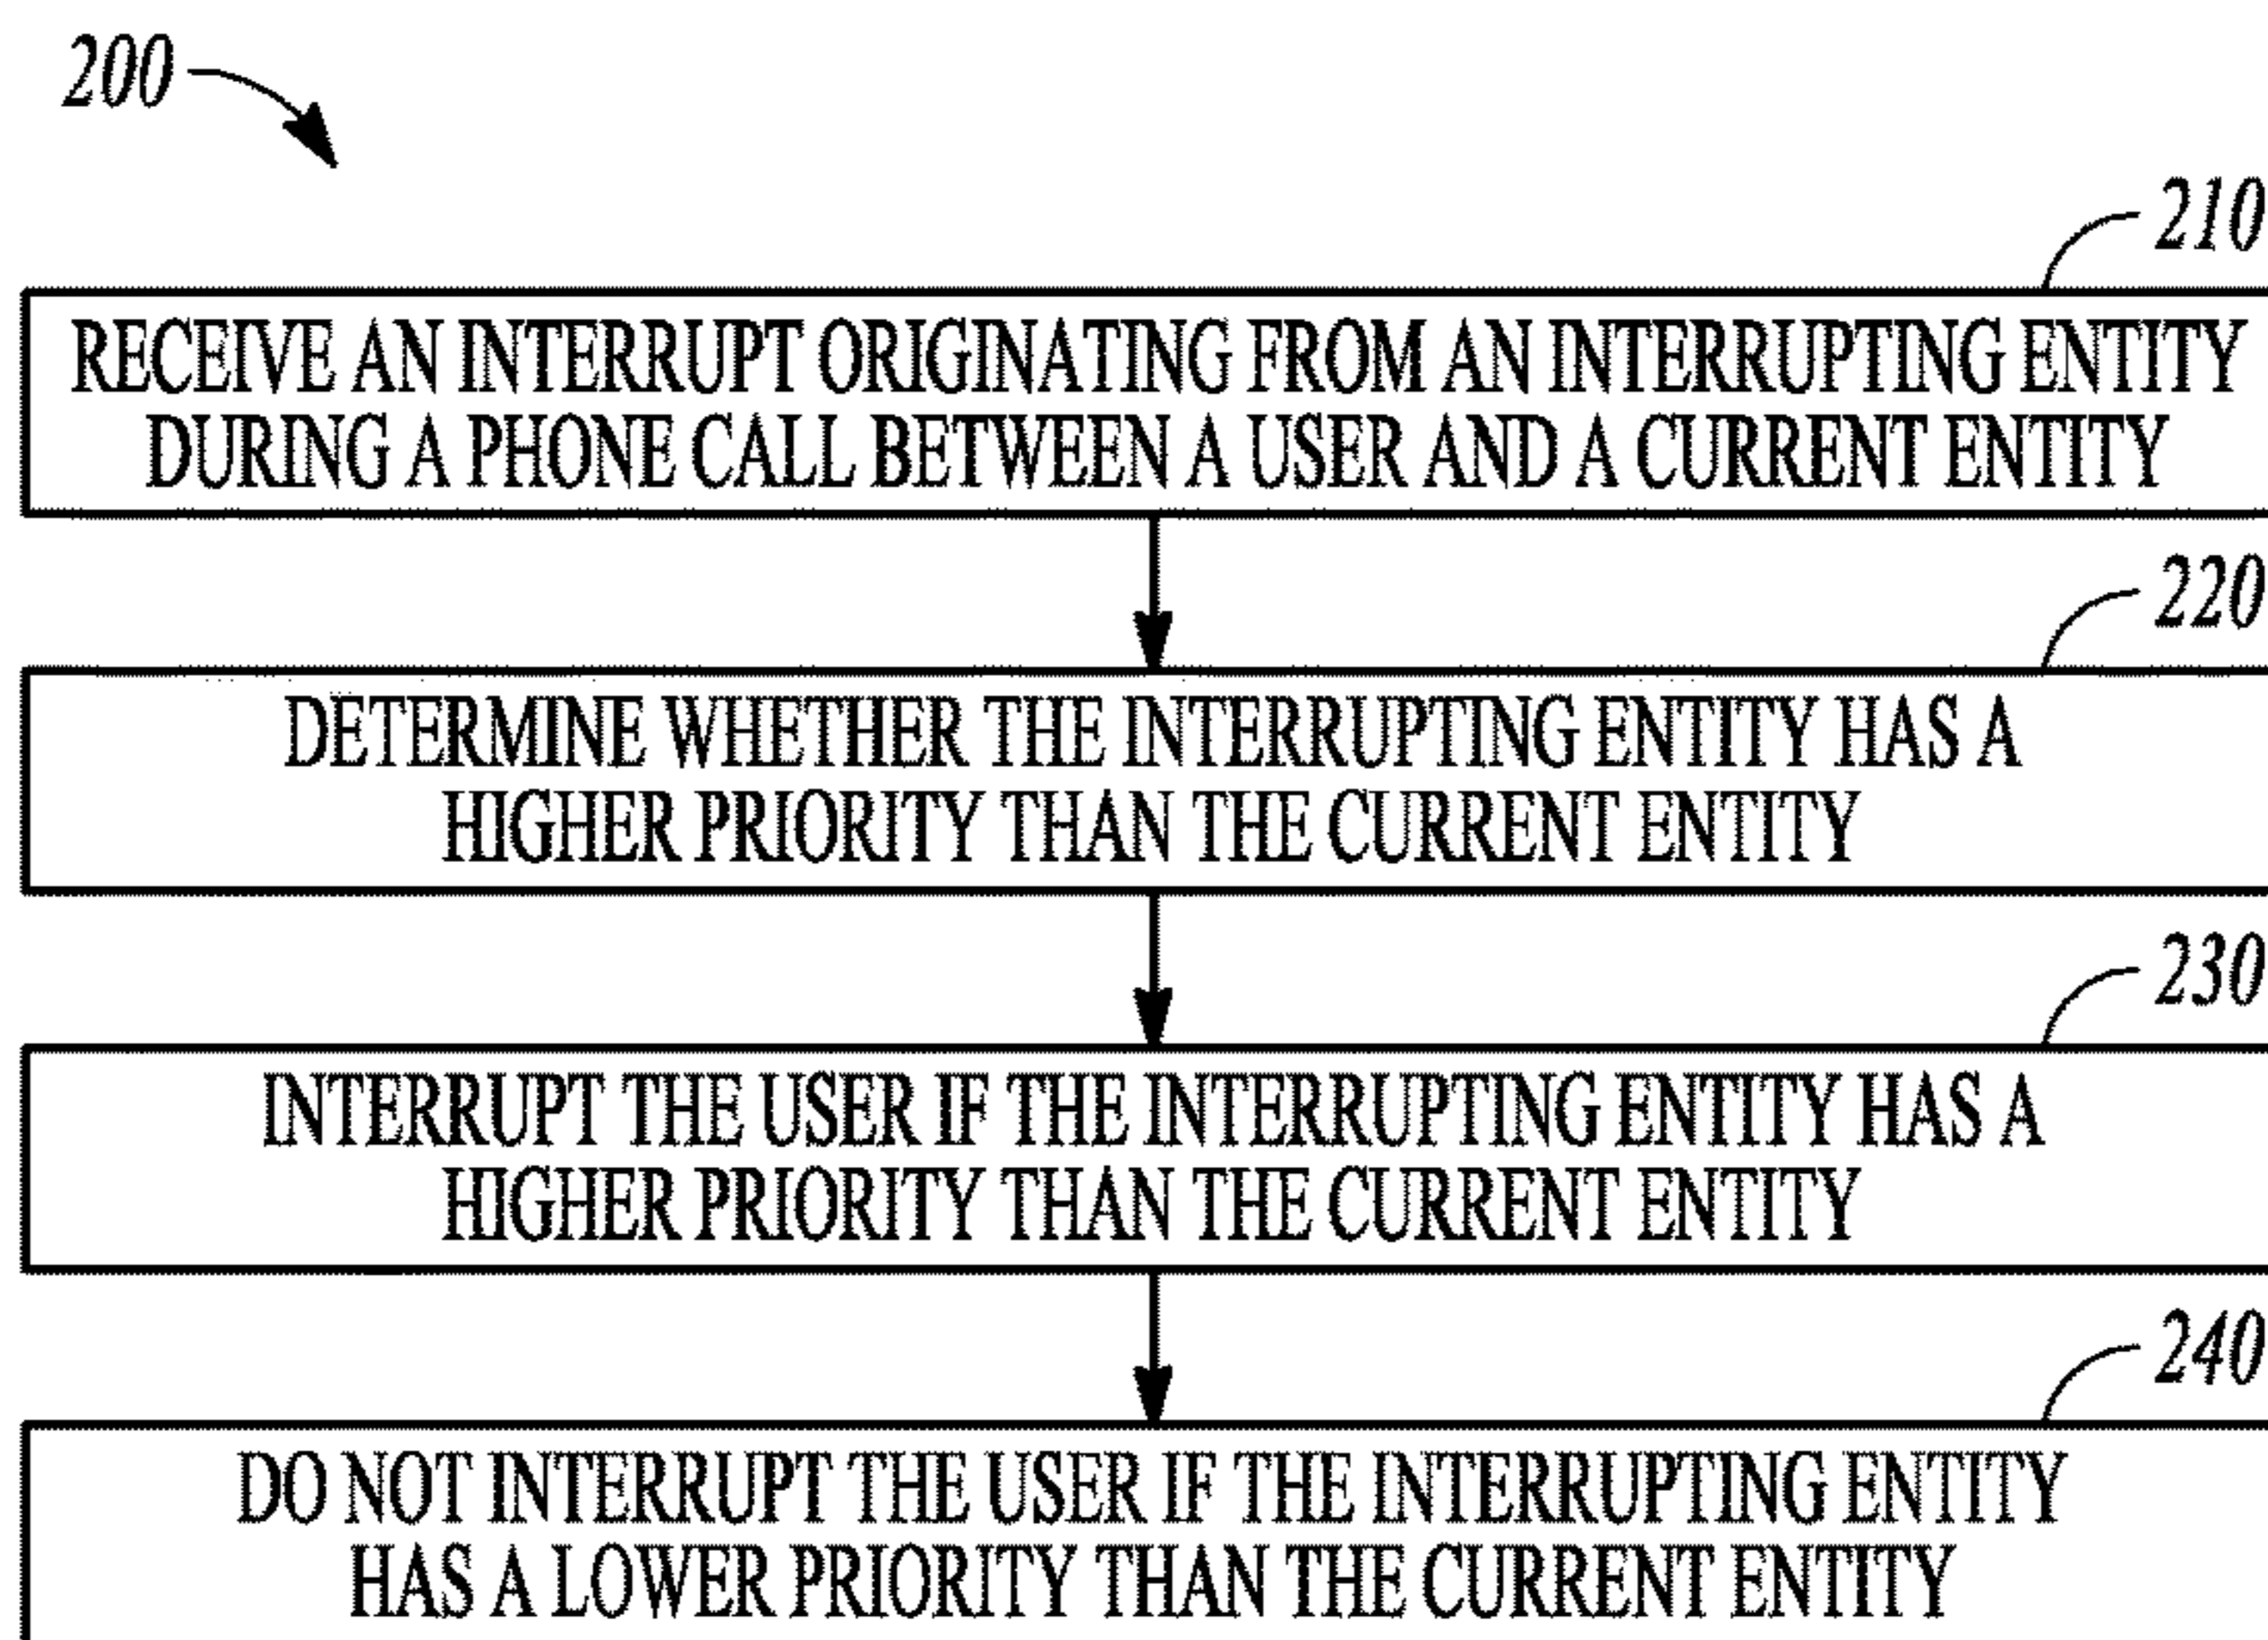 200
210
RECEIVE AN INTERRUPT ORIGINATING FROM AN INTERRUPTING ENTITY
DURING A PHONE CALL BETWEEN A USER AND A CURRENT ENTITY
220
DETERMINE WHETHER THE INTERRUPTING ENTITY HAS A
HIGHER PRIORITY THAN THE CURRENT ENTITY
230
INTERRUPT THE USER IF THE INTERRUPTING ENTITY HAS A
HIGHER PRIORITY THAN THE CURRENT ENTITY
240
DO NOT INTERRUPT THE USER IF THE INTERRUPTING ENTITY
HAS A LOWER PRIORITY THAN THE CURRENT ENTITY